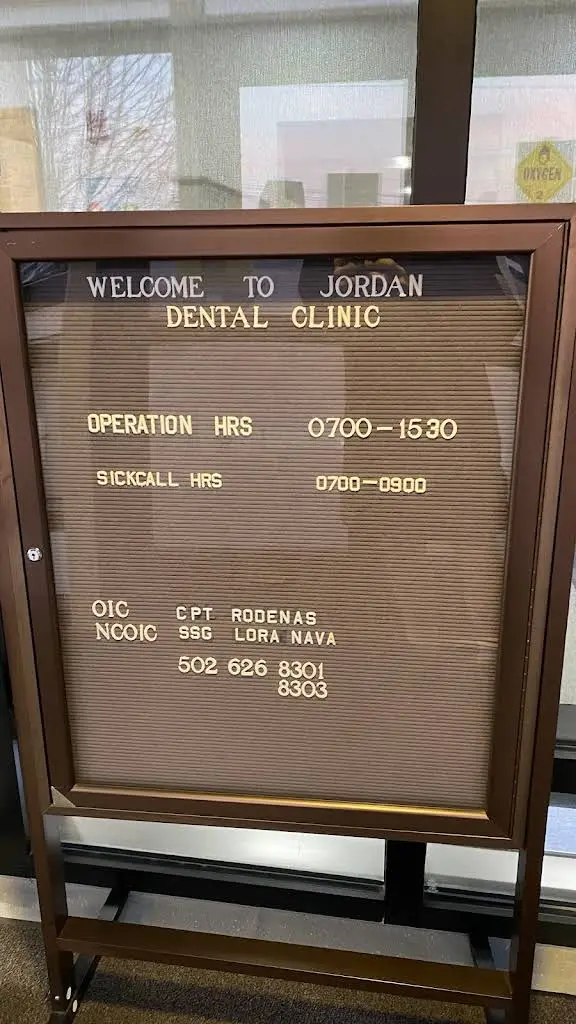 OXYGEN
2
WELCOME TO JORDAN
DENTAL CLINIC
OPERATION HRS 0700-1530
SICKCALL HRS 0700-0900
OIC CPT RODENAS
NCOIC SSG LORA NAVA
502 626 8301
8303